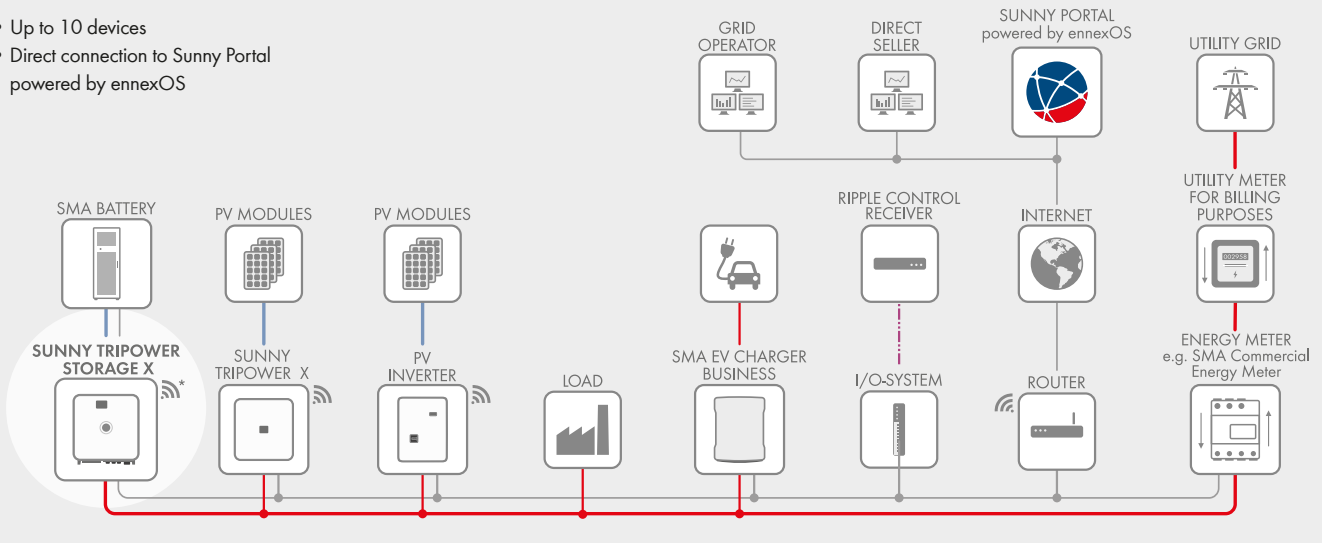 • Up to 10 devices
• Direct connection to Sunny Portal
powered by ennexOS
GRID
OPERATOR
DIRECT
SELLER
SUNNY PORTAL
powered by ennexOS
UTILITY GRID
SMA BATTERY
PV MODULES
PV MODULES
RIPPLE CONTROL
RECEIVER
INTERNET
UTILITY METER
FOR BILLING
PURPOSES
002958
SUNNY TRIPOWER
STORAGE X
*
SUNNY
TRIPOWER X
PV
INVERTER
LOAD
SMA EV CHARGER
BUSINESS
I/O-SYSTEM
ROUTER
ENERGY METER
e.g. SMA Commercial
Energy Meter